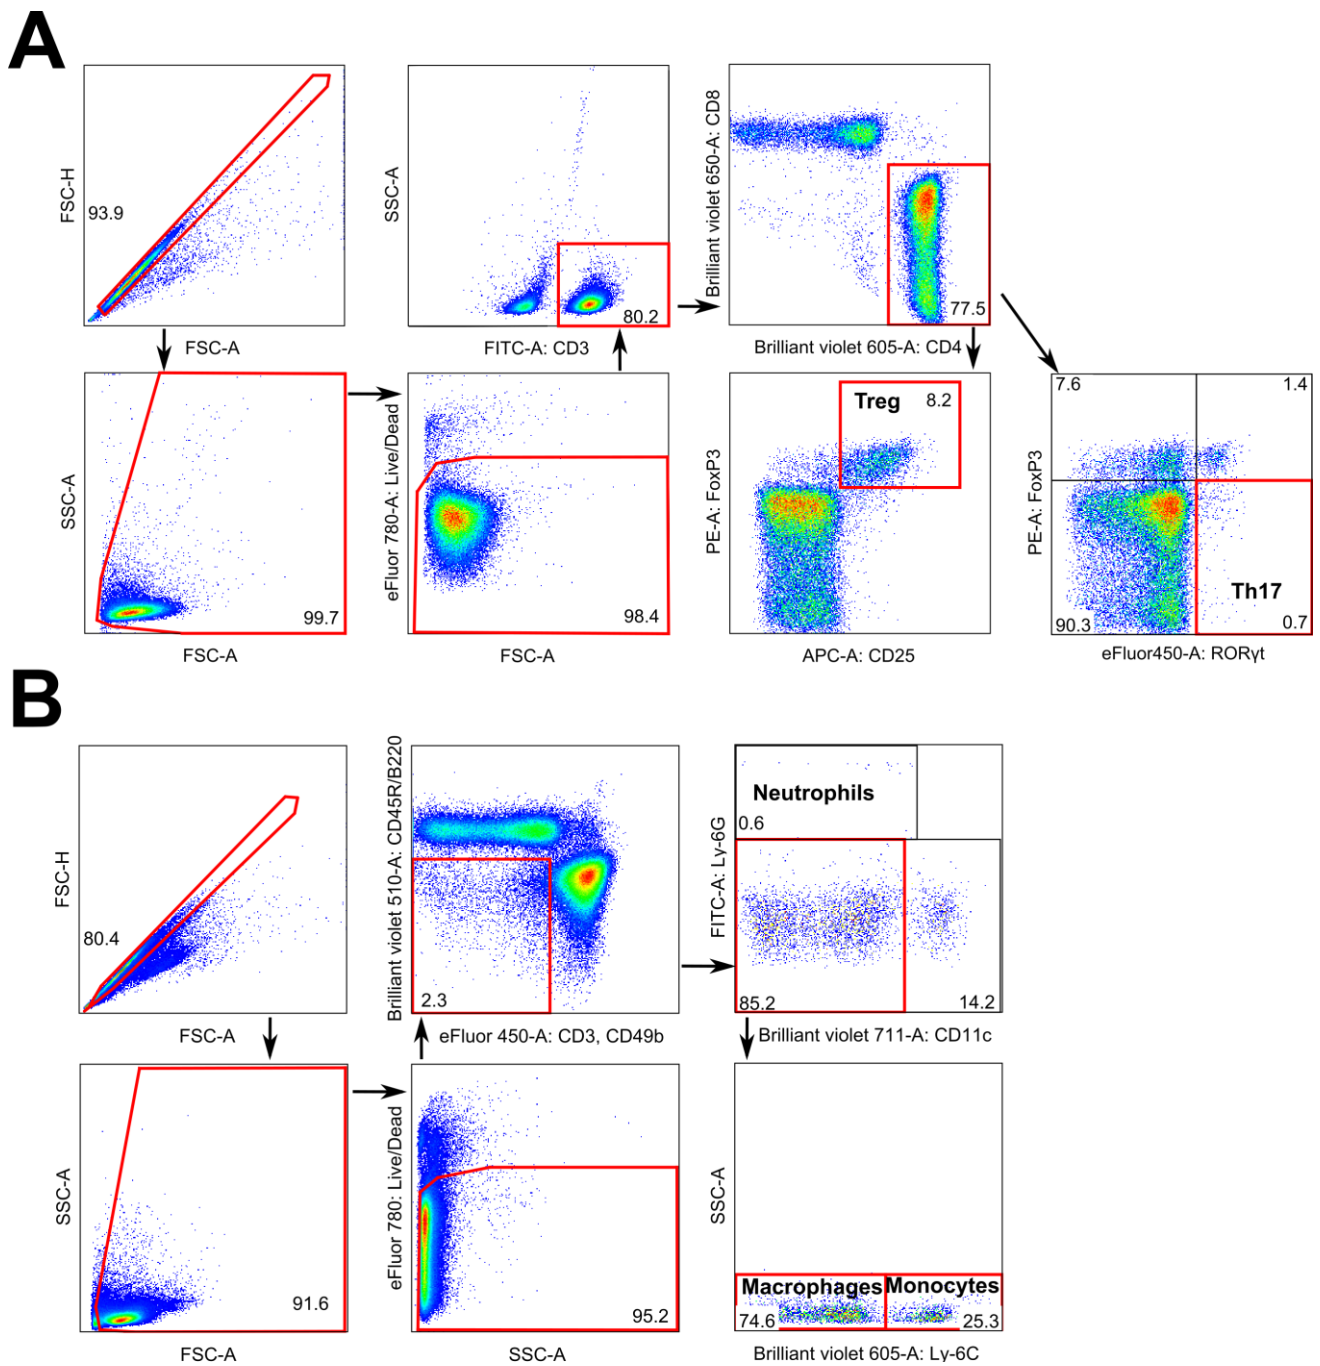 A
FSC-H
93.9
FSC-A
SSC-A
80.2
FITC-A: CD3
Brilliant violet 650-A: CD8
77.5
Brilliant violet 605-A: CD4
SSC-A
99.7
FSC-A
eFluor 780-A: Live/Dead
98.4
FSC-A
PE-A: FoxP3
Treg
8.2
APC-A: CD25
PE-A: FoxP3
7.6
1.4
Th17
90.3
0.7
eFluor450-A: RORγt
B
FSC-H
80.4
FSC-A
Brilliant violet 510-A: CD45R/B220
2.3
eFluor 450-A: CD3, CD49b
FITC-A: Ly-6G
Neutrophils
0.6
85.2
14.2
Brilliant violet 711-A: CD11c
SSC-A
91.6
FSC-A
eFluor 780: Live/Dead
95.2
SSC-A
SSC-A
Macrophages
Monocytes
74.6
25.3
Brilliant violet 605-A: Ly-6C